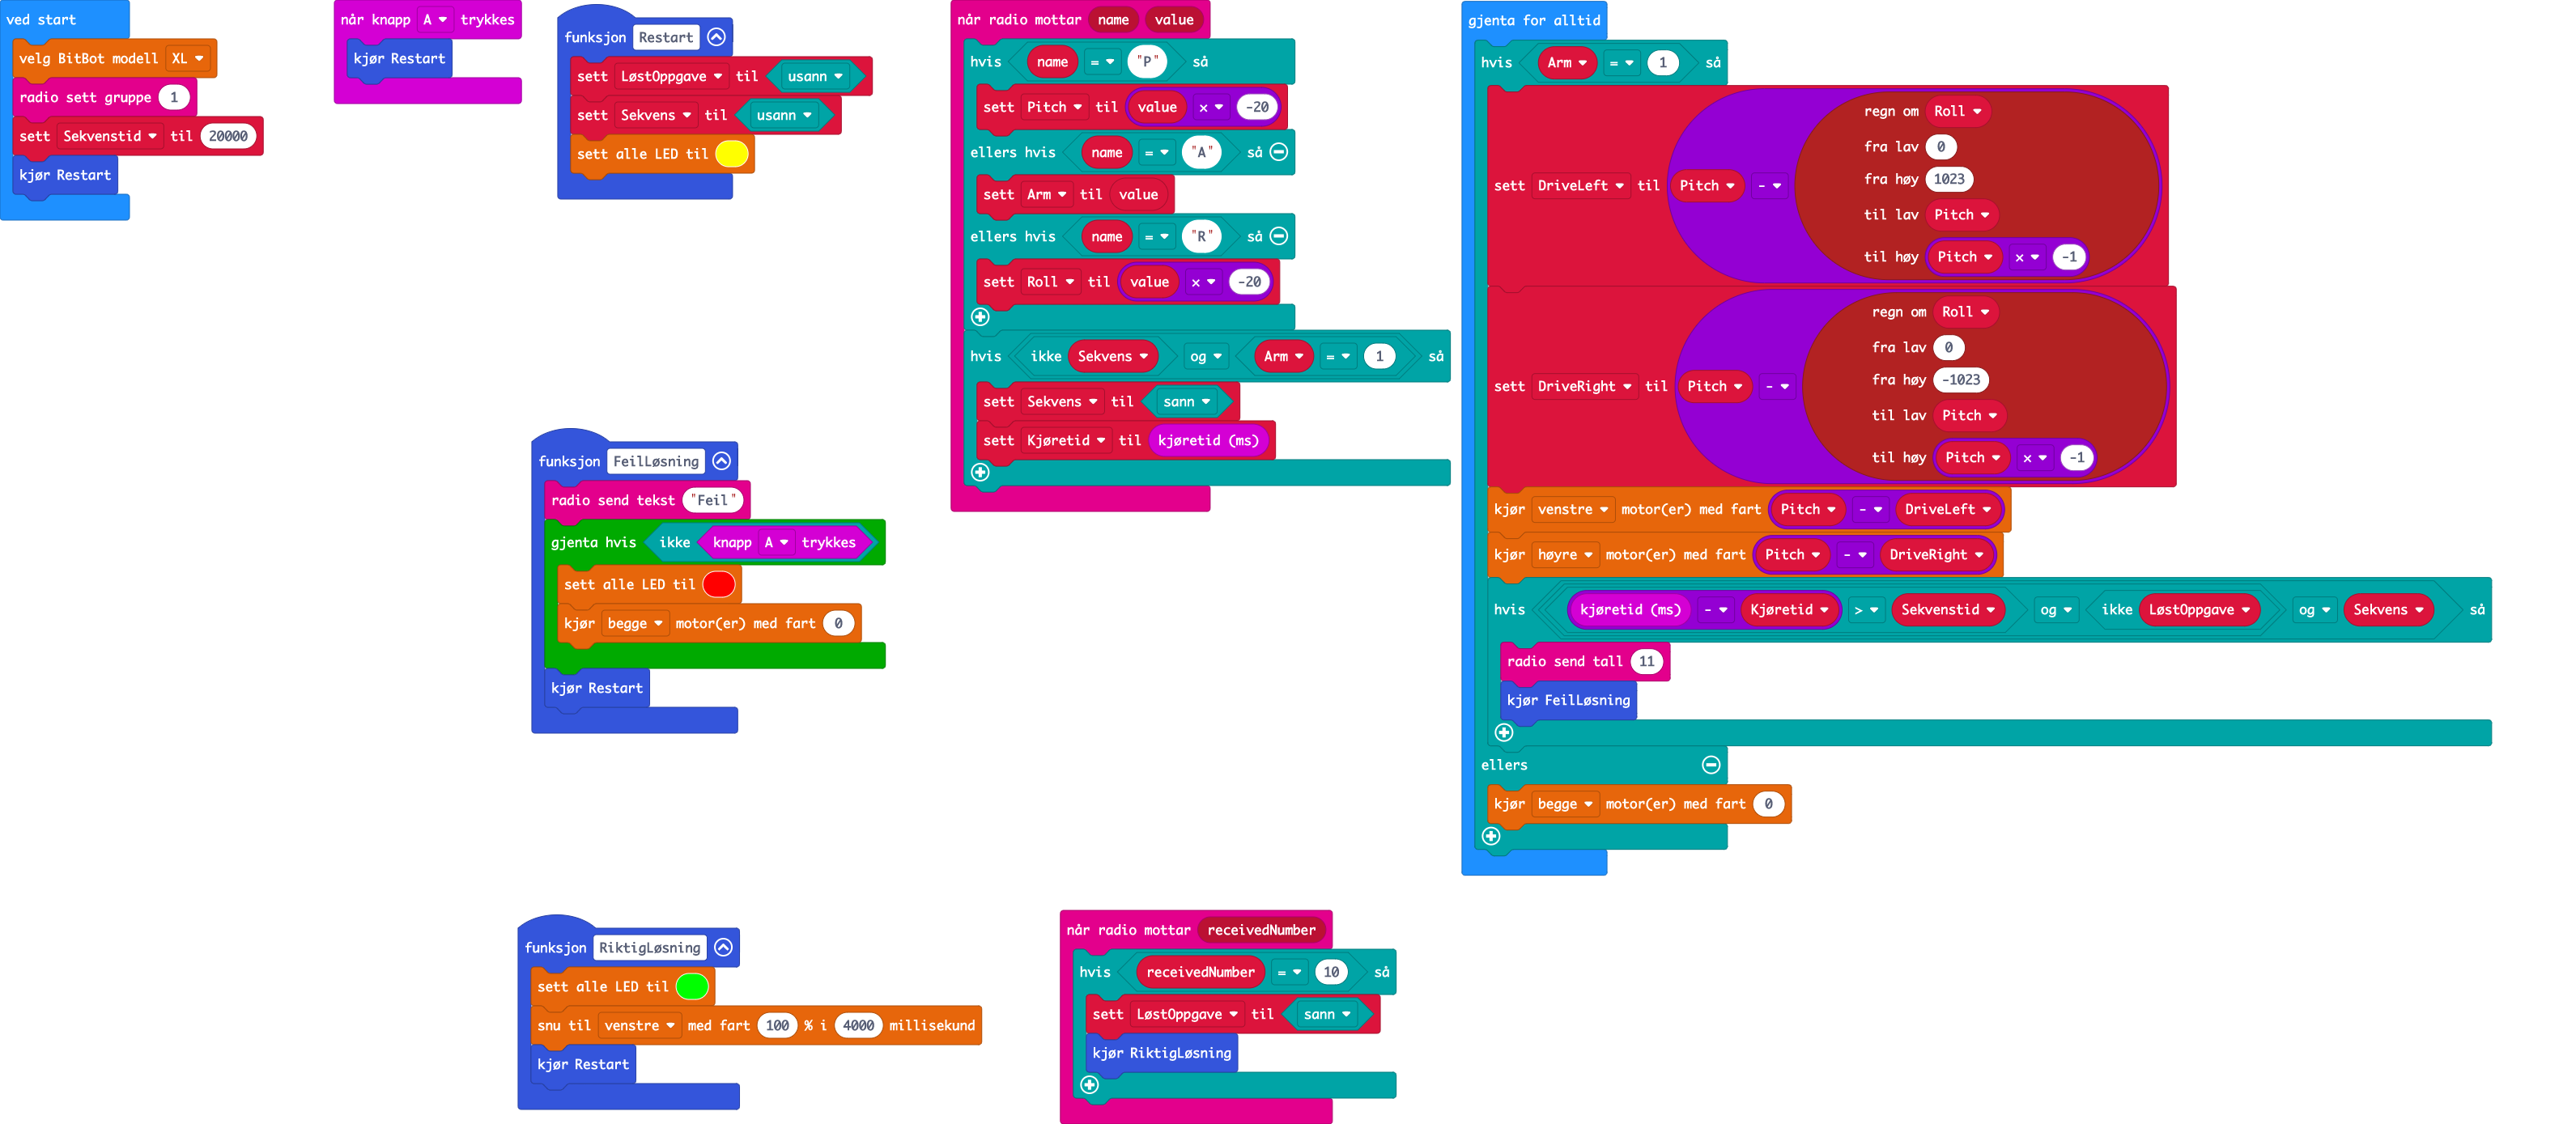 ved start
velg BitBot modell XL
radio sett gruppe 1
sett Sekvenstid til 20000
kjør Restart
når knapp A trykkes
kjør Restart
funksjon Restart
sett LøstOppgave til usann
sett Sekvens til usann
sett alle LED til
funksjon FeilLøsning
radio send tekst "Feil"
gjenta hvis ikke knapp A trykkes
sett alle LED til
kjør begge motor(er) med fart 0
kjør Restart
funksjon RiktigLøsning
sett alle LED til
snu til venstre med fart 100 % i 4000 millisekund
kjør Restart
når radio mottar name value
hvis name = "P" så
sett Pitch til value × -20
ellers hvis name = "A" så
sett Arm til value
ellers hvis name = "R" så
sett Roll til value × -20
hvis ikke Sekvens og Arm = 1 så
sett Sekvens til sann
sett Kjøretid til kjøretid (ms)
når radio mottar receivedNumber
hvis receivedNumber = 10 så
sett LøstOppgave til sann
kjør RiktigLøsning
gjenta for alltid
hvis Arm = 1 så
sett DriveLeft til Pitch -
regn om Roll
fra lav 0
fra høy 1023
til lav Pitch
til høy Pitch × -1
sett DriveRight til Pitch -
regn om Roll
fra lav 0
fra høy -1023
til lav Pitch
til høy Pitch × -1
kjør venstre motor(er) med fart Pitch - DriveLeft
kjør høyre motor(er) med fart Pitch - DriveRight
hvis kjøretid (ms) - Kjøretid > Sekvenstid og ikke LøstOppgave og Sekvens så
radio send tall 11
kjør FeilLøsning
ellers
kjør begge motor(er) med fart 0